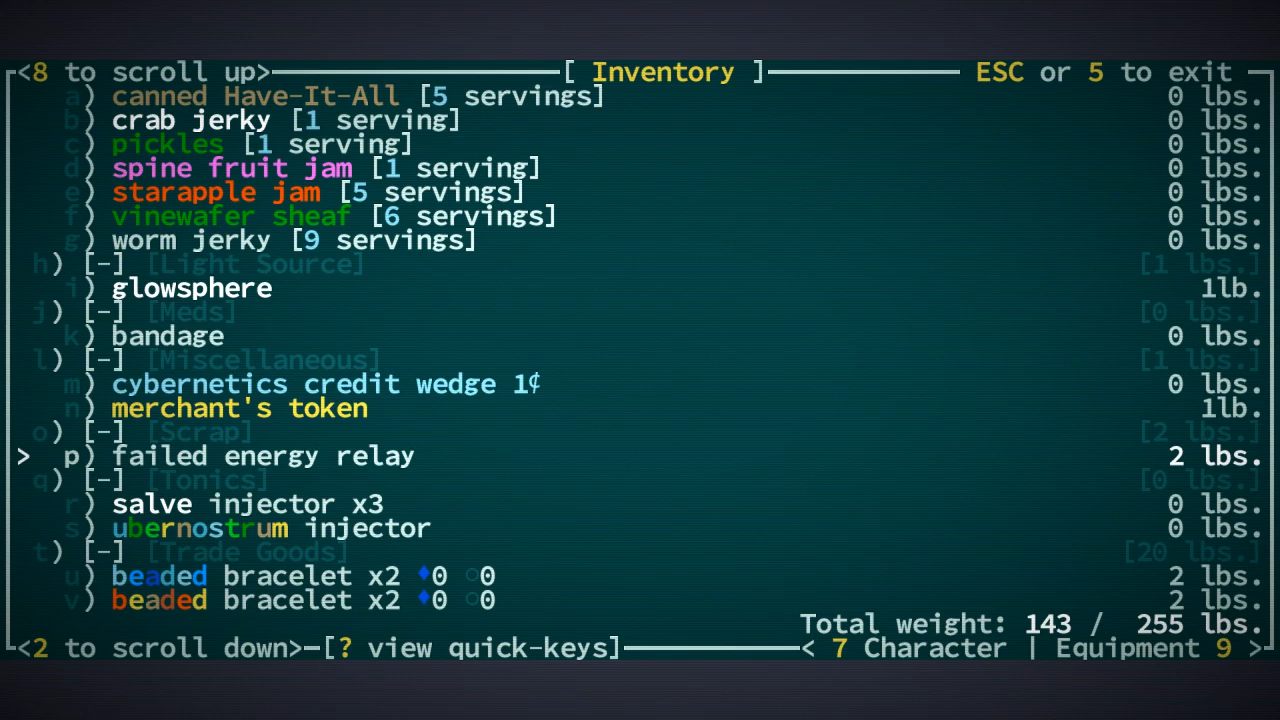 <8 to scroll up> [ Inventory ] ESC or 5 to exit
a) canned Have-It-All [5 servings] 0 lbs.
b) crab jerky [1 serving] 0 lbs.
c) pickles [1 serving] 0 lbs.
d) spine fruit jam [1 serving] 0 lbs.
e) starapple jam [5 servings] 0 lbs.
f) vinewafer sheaf [6 servings] 0 lbs.
g) worm jerky [9 servings] 0 lbs.
h) [-] [Light Source] [1 lbs.]
i) glowsphere 1lb.
j) [-] [Meds] [0 lbs.]
k) bandage 0 lbs.
l) [-] [Miscellaneous] [1 lbs.]
m) cybernetics credit wedge 1¢ 0 lbs.
n) merchant's token 1lb.
o) [-] [Scrap] [2 lbs.]
> p) failed energy relay 2 lbs.
q) [-] [Tonics] [0 lbs.]
r) salve injector x3 0 lbs.
s) ubernostrum injector 0 lbs.
t) [-] [Trade Goods] [20 lbs.]
u) beaded bracelet x2 ♦0 ○0 2 lbs.
v) beaded bracelet x2 ♦0 ○0 2 lbs.
Total weight: 143 / 255 lbs.
<2 to scroll down> [? view quick-keys] < 7 Character | Equipment 9 >